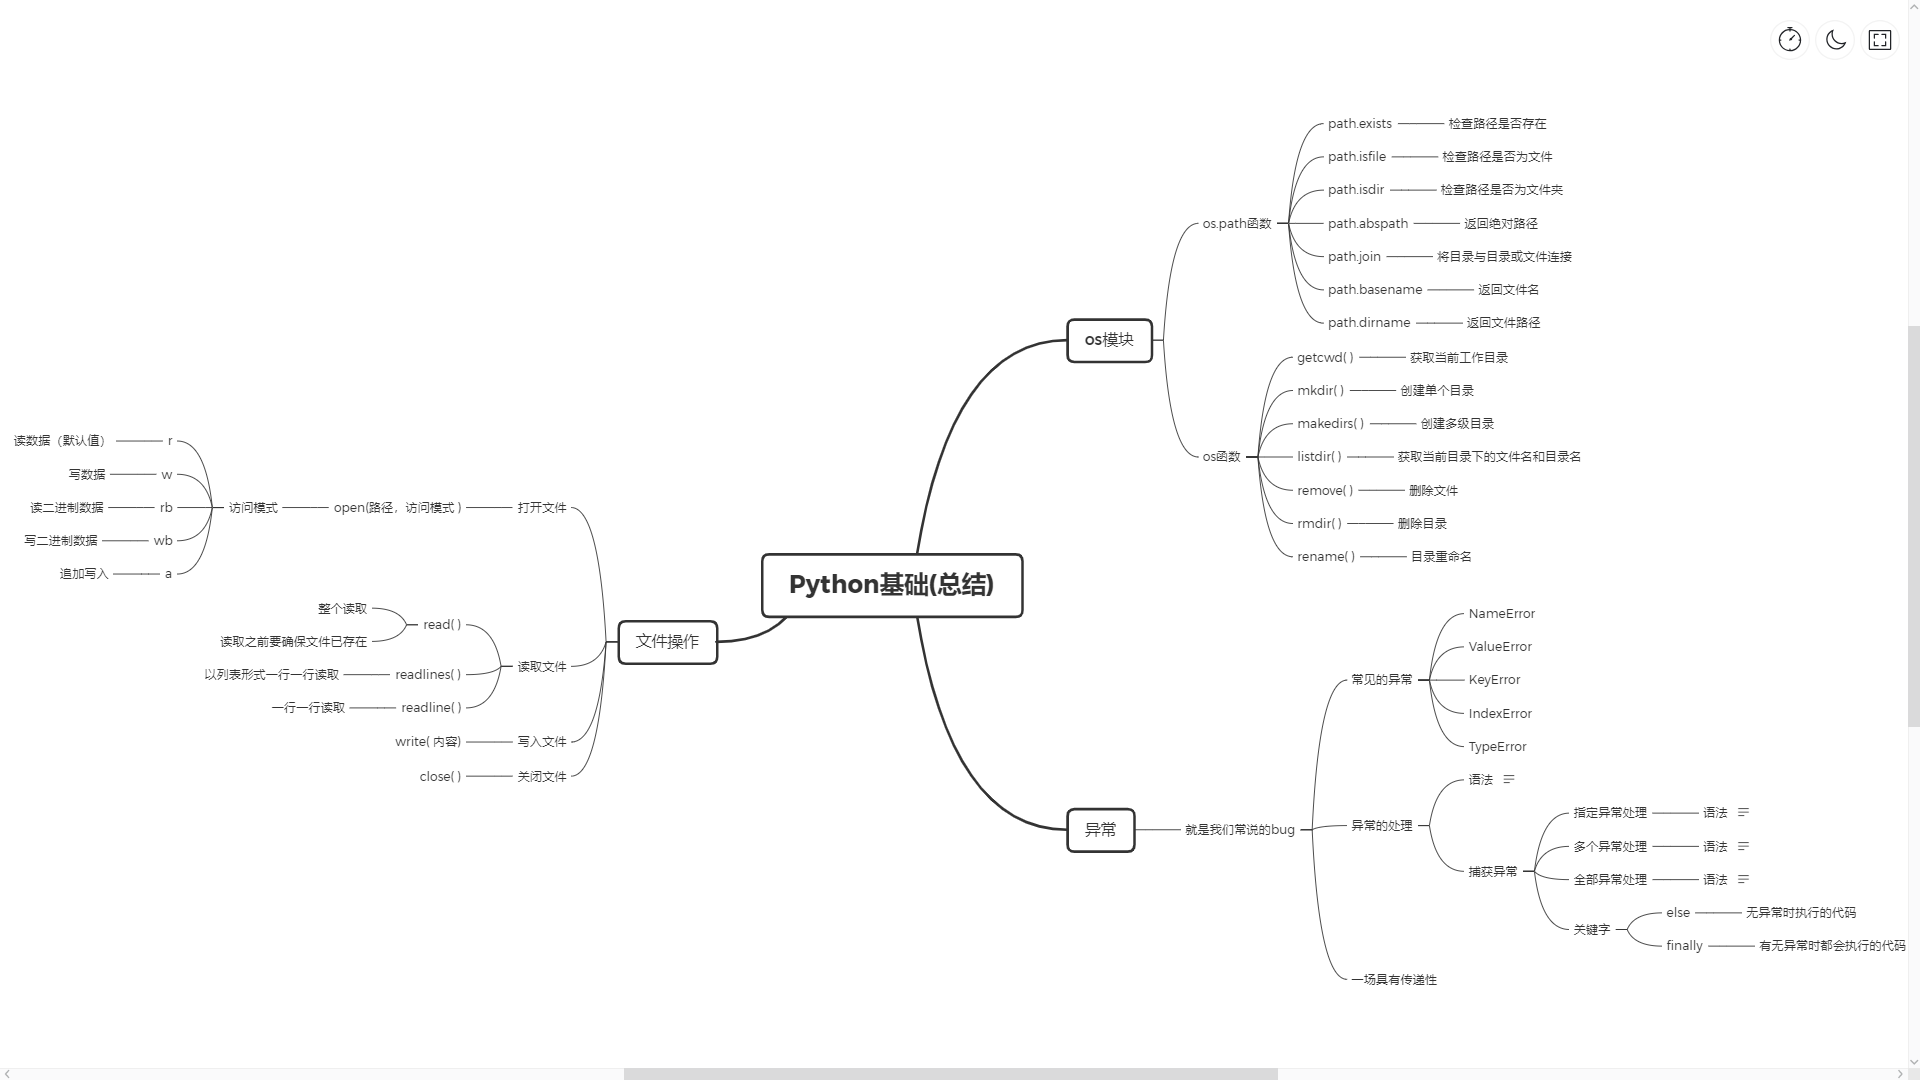 Python基础(总结)
os模块
os.path函数
path.exists
检查路径是否存在
path.isfile
检查路径是否为文件
path.isdir
检查路径是否为文件夹
path.abspath
返回绝对路径
path.join
将目录与目录或文件连接
path.basename
返回文件名
path.dirname
返回文件路径
os函数
getcwd( )
获取当前工作目录
mkdir( )
创建单个目录
makedirs( )
创建多级目录
listdir( )
获取当前目录下的文件名和目录名
remove( )
删除文件
rmdir( )
删除目录
rename( )
目录重命名
异常
就是我们常说的bug
常见的异常
NameError
ValueError
KeyError
IndexError
TypeError
异常的处理
语法
捕获异常
指定异常处理
语法
多个异常处理
语法
全部异常处理
语法
关键字
else
无异常时执行的代码
finally
有无异常时都会执行的代码
一场具有传递性
文件操作
打开文件
open(路径，访问模式 )
访问模式
r
读数据（默认值）
w
写数据
rb
读二进制数据
wb
写二进制数据
a
追加写入
读取文件
read( )
整个读取
读取之前要确保文件已存在
readlines( )
以列表形式一行一行读取
readline( )
一行一行读取
写入文件
write( 内容)
关闭文件
close( )